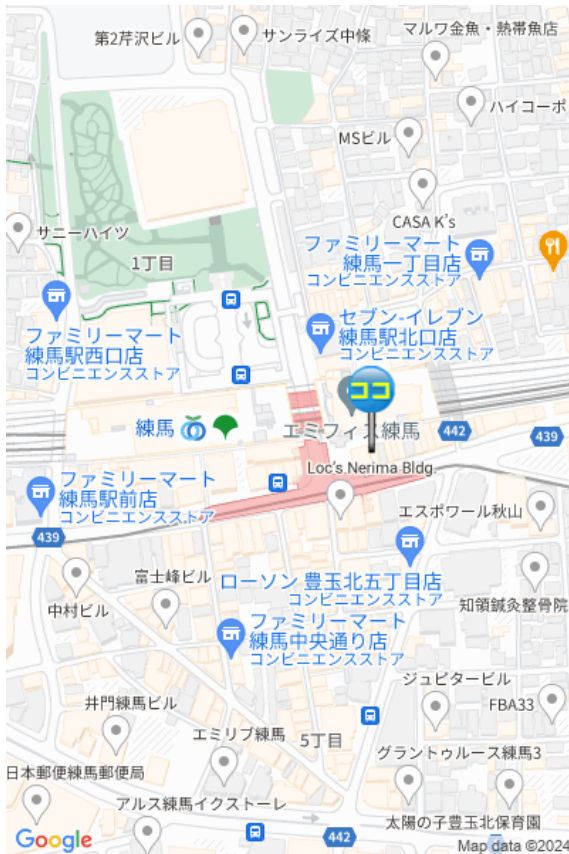 第2芹沢ビル
サンライズ中條
マルワ金魚・熱帯魚店
ハイコーポ
MSビル
CASA K's
サニーハイツ
1丁目
ファミリーマート
練馬一丁目店
コンビニエンスストア
ファミリーマート
練馬駅西口店
コンビニエンスストア
セブン-イレブン
練馬駅北口店
コンビニエンスストア
ココ
練馬
エミフィス練馬
442
439
Loc's Nerima Bldg.
ファミリーマート
練馬駅前店
コンビニエンスストア
エスポワール秋山
439
ローソン 豊玉北五丁目店
コンビニエンスストア
富士峰ビル
中村ビル
知領鍼灸整骨院
ファミリーマート
練馬中央通り店
コンビニエンスストア
ジュピタービル
FBA33
井門練馬ビル
エミリブ練馬
5丁目
グラントゥルース練馬3
日本郵便練馬郵便局
アルス練馬イクストーレ
太陽の子豊玉北保育園
442
Google
Map data ©2024